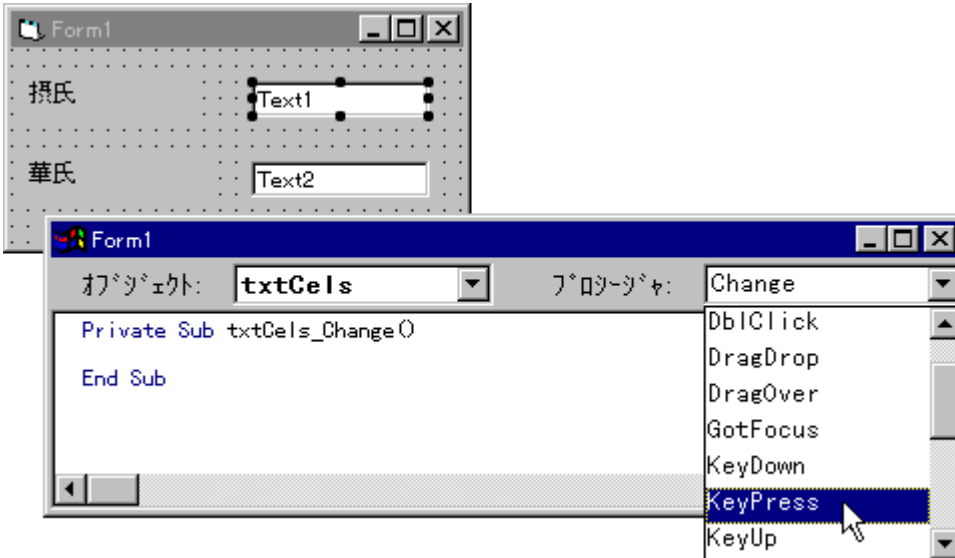 Form1
摂氏 Text1
華氏 Text2
Form1
ｵﾌﾞｼﾞｪｸﾄ: txtCels ﾌﾟﾛｼｰｼﾞｬ: Change
Private Sub txtCels_Change()
End Sub
DblClick
DragDrop
DragOver
GotFocus
KeyDown
KeyPress
KeyUp